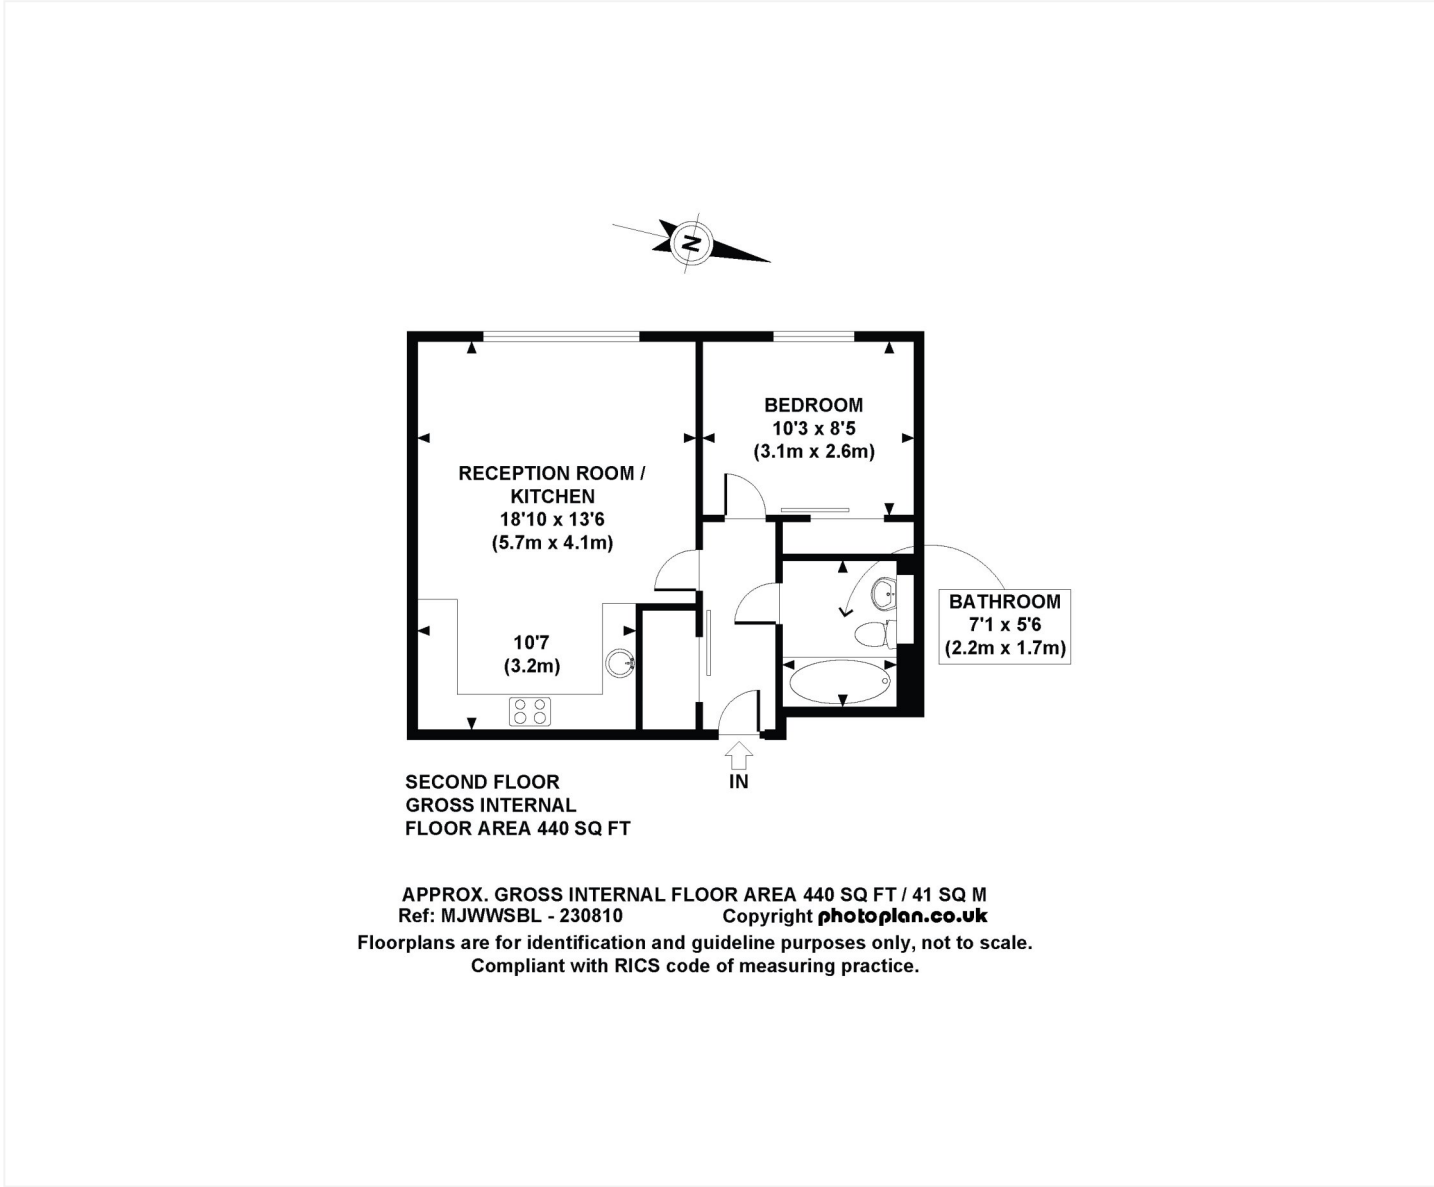 N
BEDROOM
10'3 x 8'5
(3.1m x 2.6m)
RECEPTION ROOM /
KITCHEN
18'10 x 13'6
(5.7m x 4.1m)
10'7
(3.2m)
BATHROOM
7'1 x 5'6
(2.2m x 1.7m)
IN
SECOND FLOOR
GROSS INTERNAL
FLOOR AREA 440 SQ FT
APPROX. GROSS INTERNAL FLOOR AREA 440 SQ FT / 41 SQ M
Ref: MJWWSBL - 230810 Copyright photoplan.co.uk
Floorplans are for identification and guideline purposes only, not to scale.
Compliant with RICS code of measuring practice.